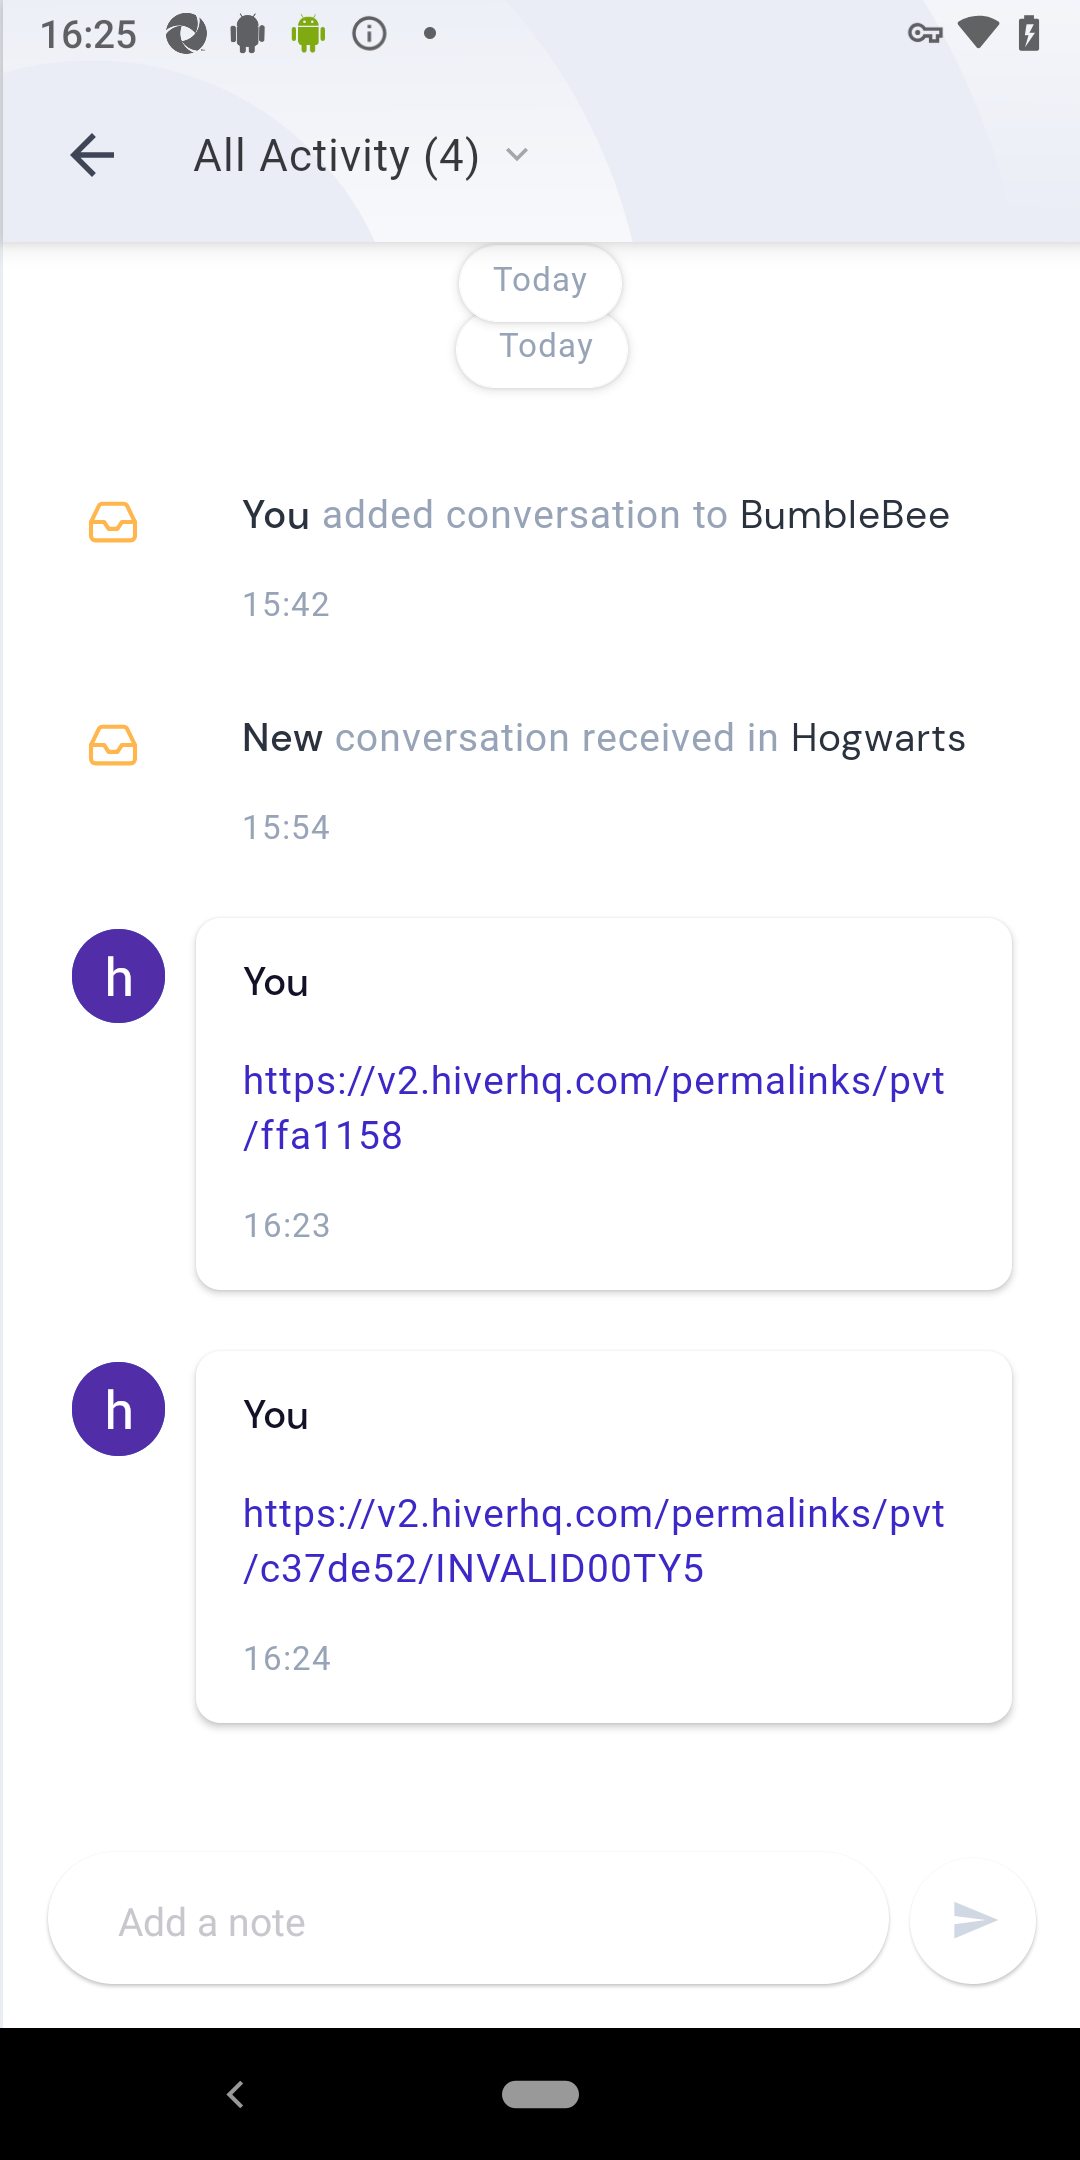 16:25
All Activity (4)
Today
Today
You added conversation to BumbleBee
15:42
New conversation received in Hogwarts
15:54
h
You
https://v2.hiverhq.com/permalinks/pvt
/ffa1158
16:23
h
You
https://v2.hiverhq.com/permalinks/pvt
/c37de52/INVALID00TY5
16:24
Add a note